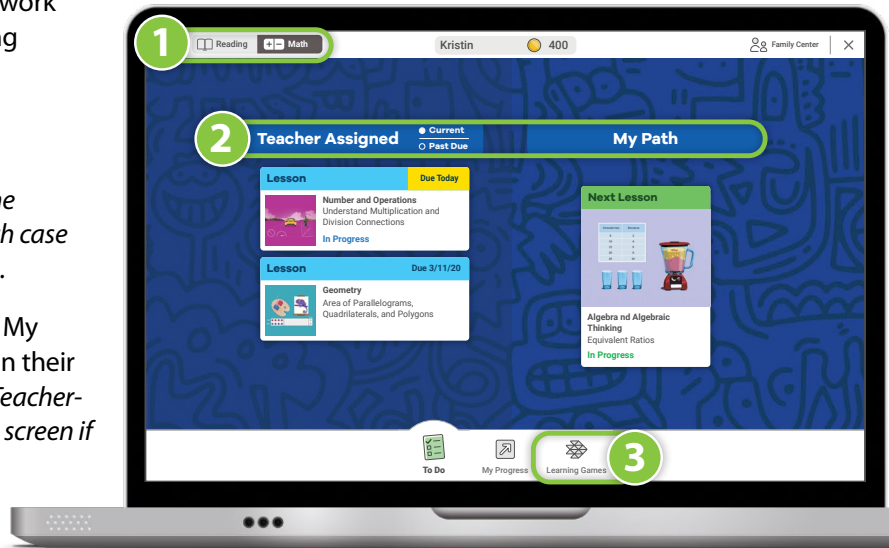 work
ng
ne
th case
.
My
n their
Teacher-
screen if
1
Reading
+ − Math
Kristin
400
Family Center
2
Teacher Assigned
Current
Past Due
My Path
Lesson
Due Today
Number and Operations
Understand Multiplication and
Division Connections
In Progress
Lesson
Due 3/11/20
Geometry
Area of Parallelograms,
Quadrilaterals, and Polygons
Next Lesson
Algebra nd Algebraic
Thinking
Equivalent Ratios
In Progress
To Do
My Progress
Learning Games
3